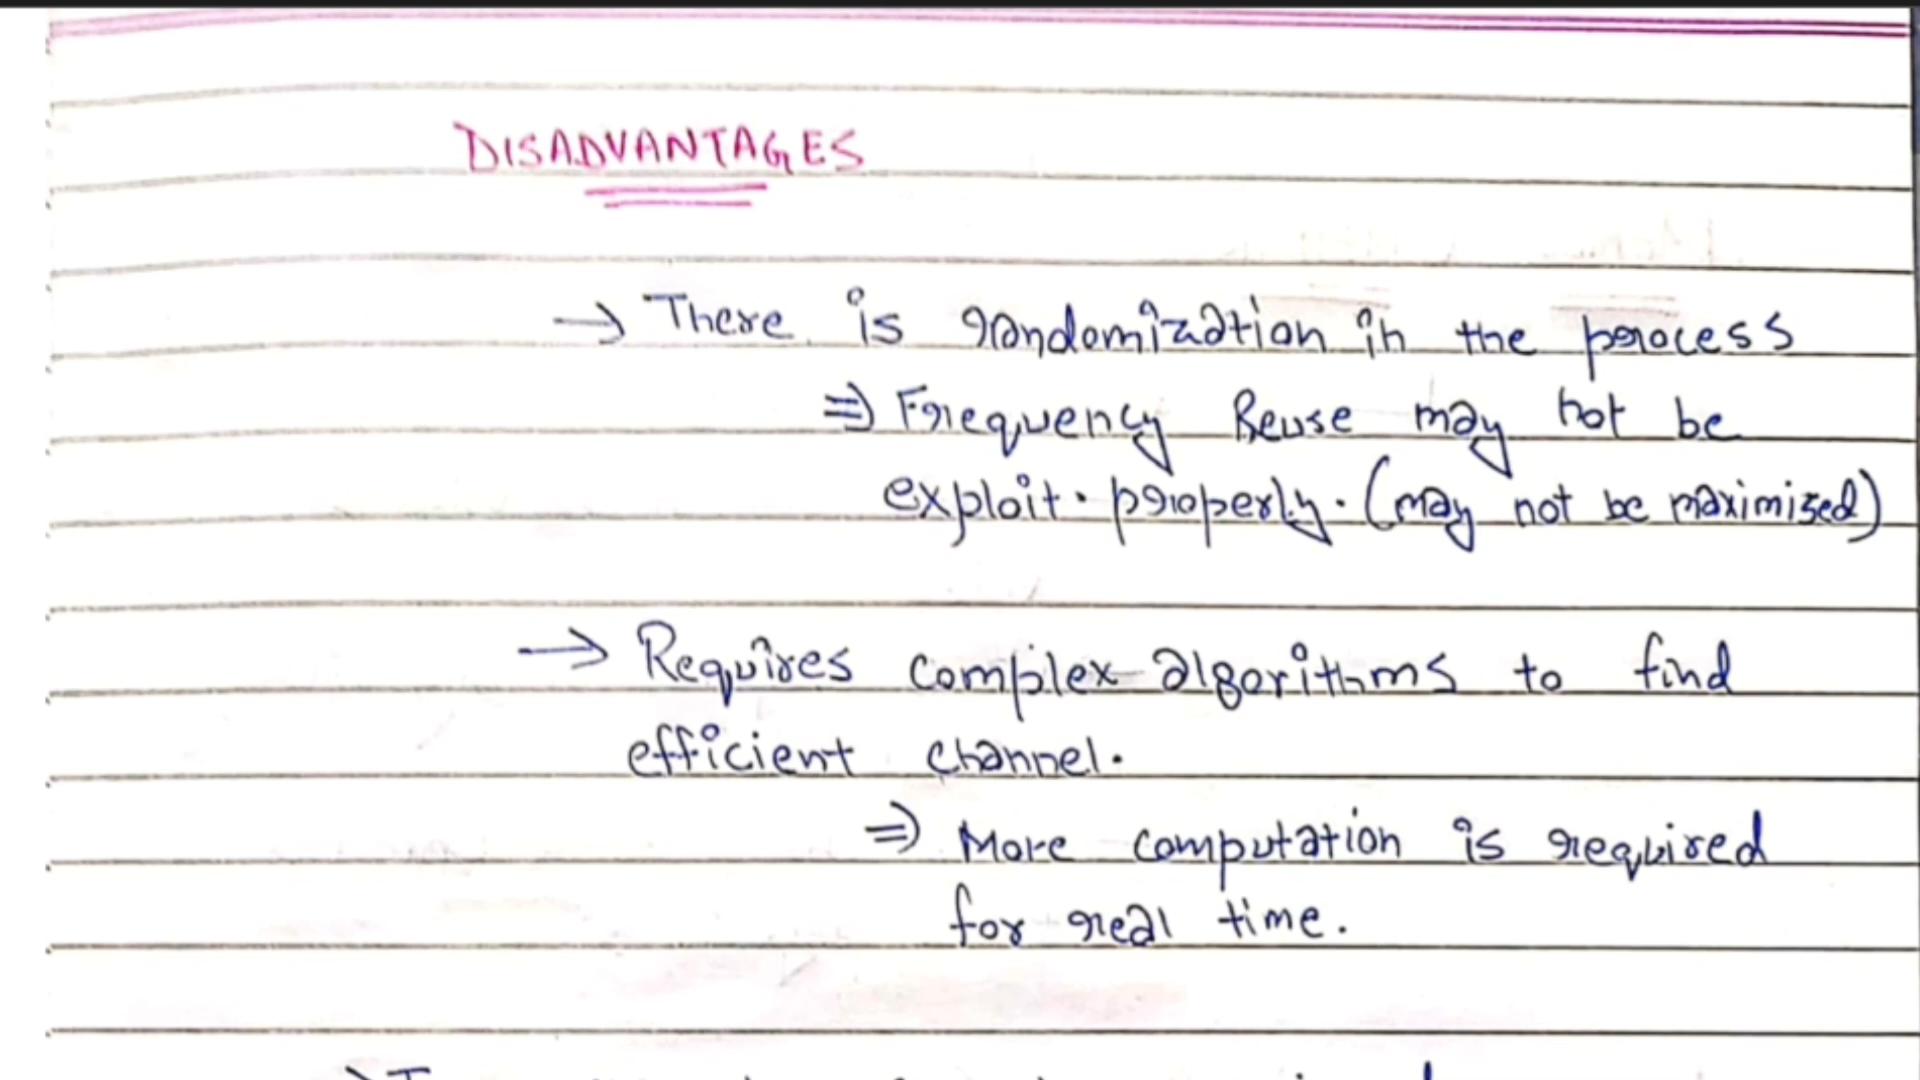 DISADVANTAGES
→ There is randomization in the process
⇒ Frequency Reuse may not be
exploit. properly. (may not be maximized)
→ Requires complex algorithms to find
efficient channel.
⇒ More computation is required
for real time.